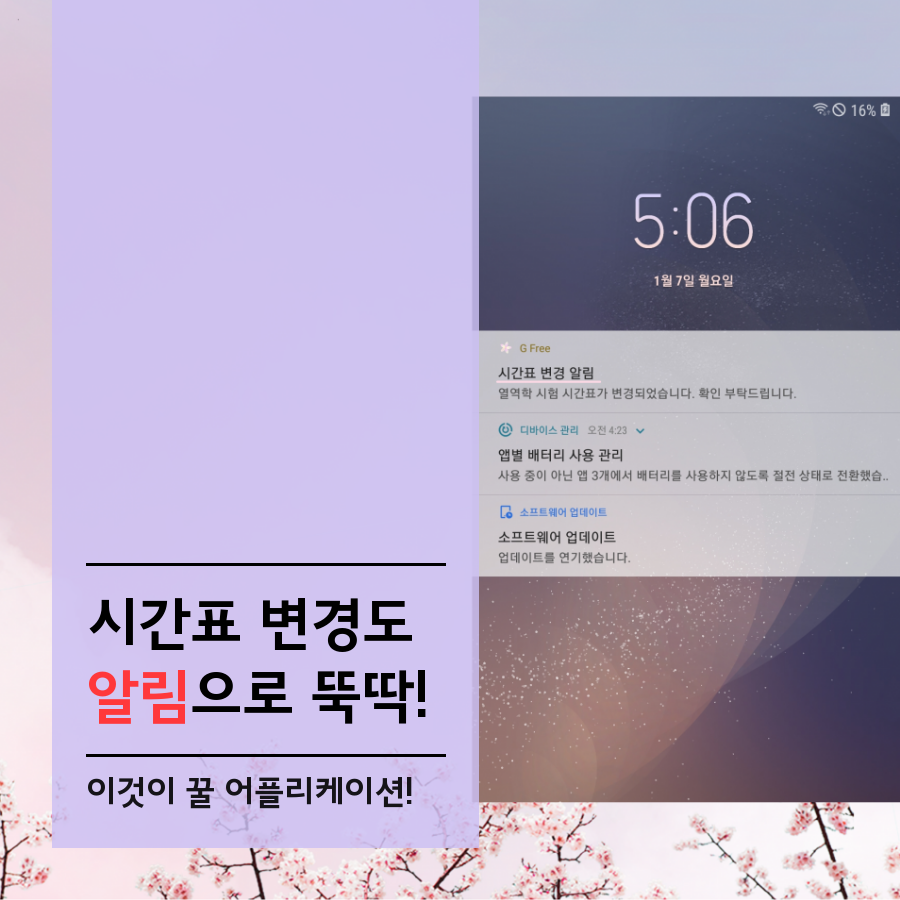 시간표 변경도
알림으로 뚝딱!
이것이 꿀 어플리케이션!
16%
5:06
1월 7일 월요일
G Free
시간표 변경 알림
열역학 시험 시간표가 변경되었습니다. 확인 부탁드립니다.
디바이스 관리 오전 4:23
앱별 배터리 사용 관리
사용 중이 아닌 앱 3개에서 배터리를 사용하지 않도록 절전 상태로 전환했습..
소프트웨어 업데이트
소프트웨어 업데이트
업데이트를 연기했습니다.